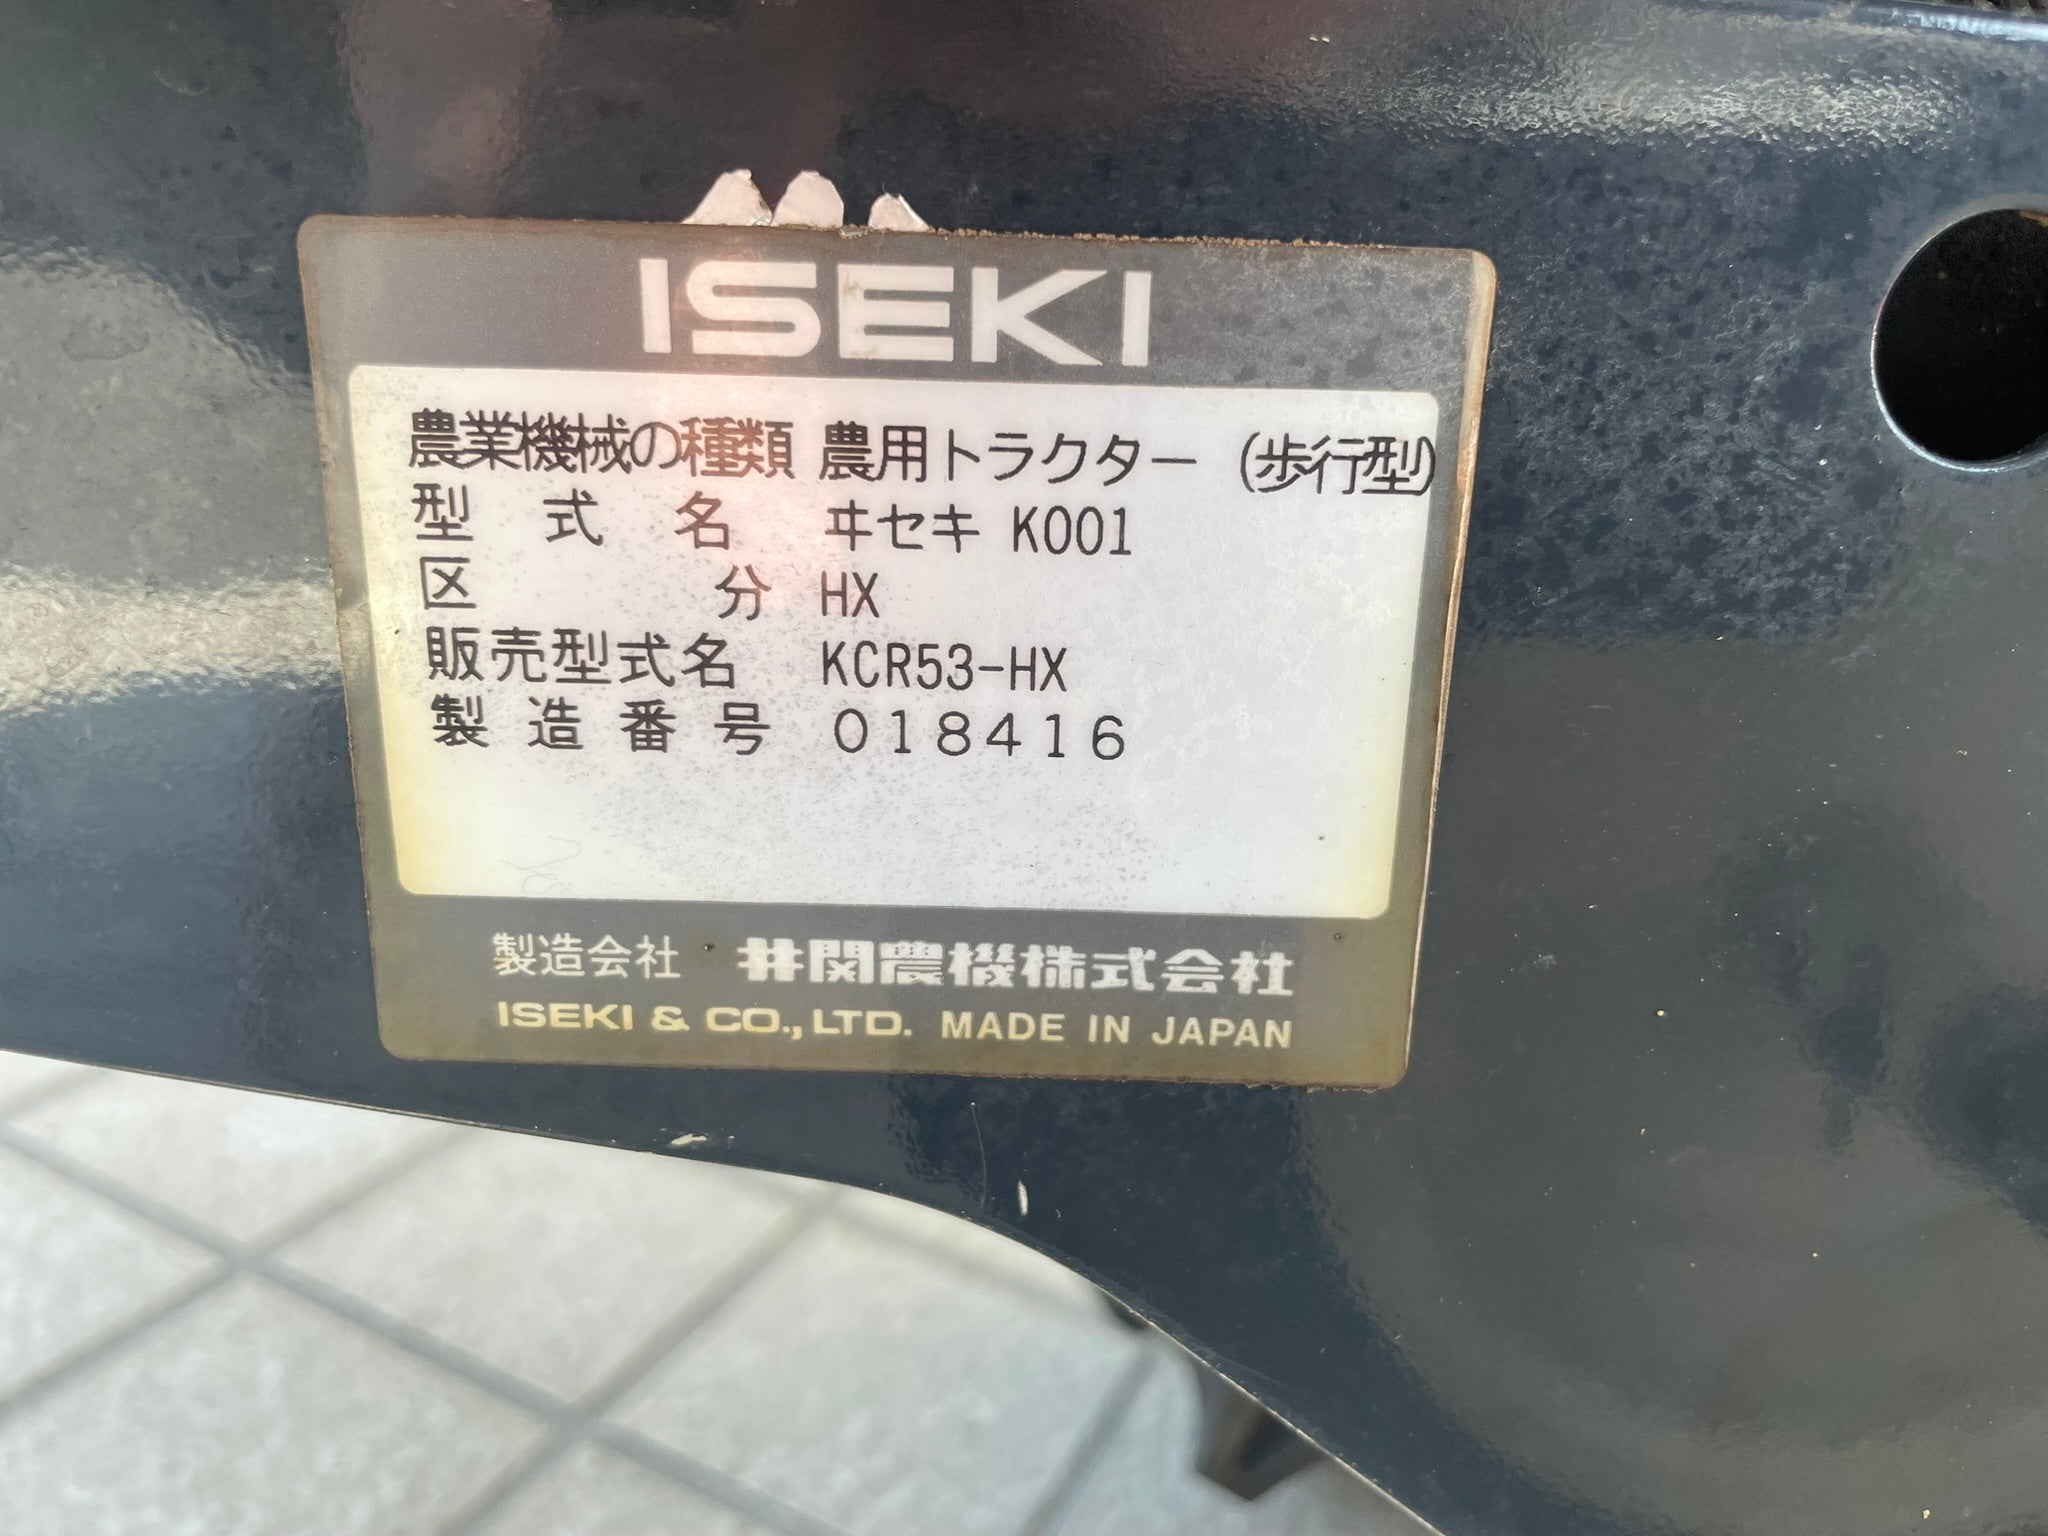 ISEKI
農業機械の種類 農用トラクター (歩行型)
型式名 ヰセキ K001
区分 HX
販売型式名 KCR53-HX
製造番号 018416
製造会社 井関農機株式会社
ISEKI & CO., LTD. MADE IN JAPAN